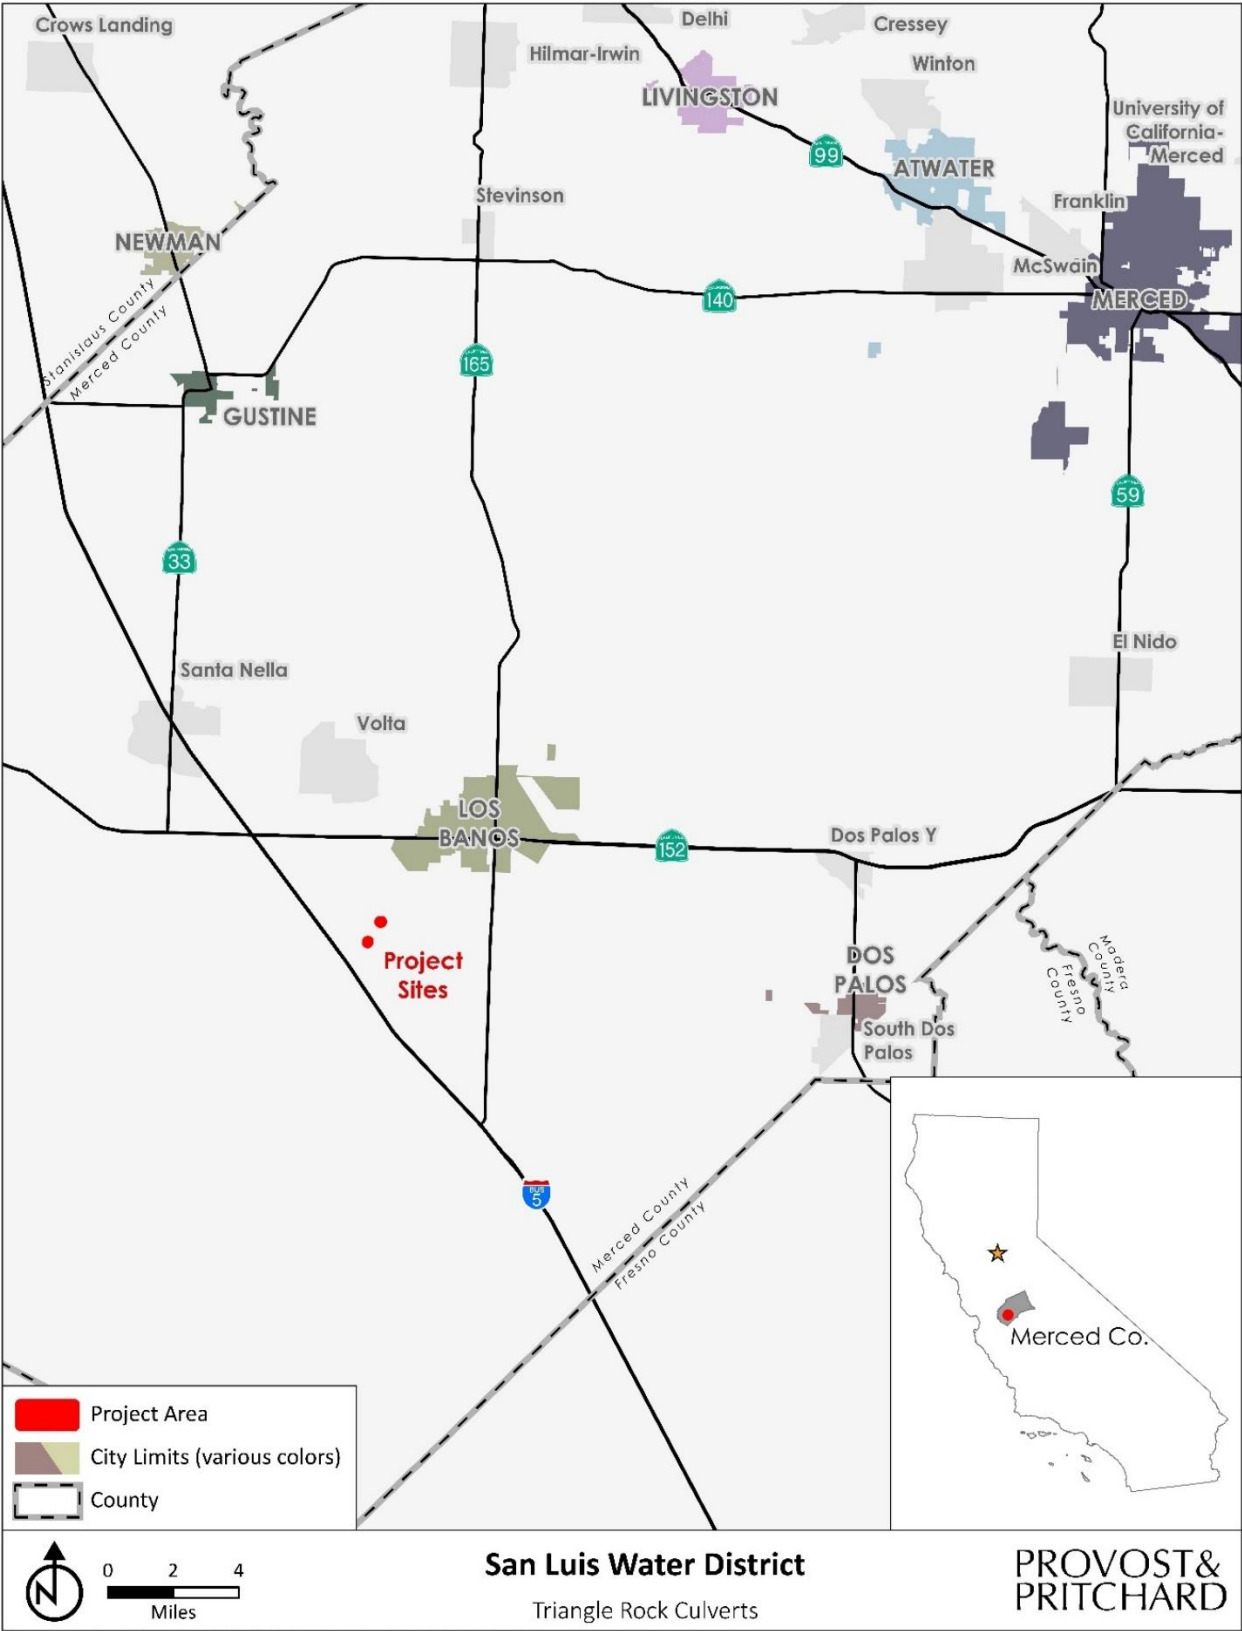 Crows Landing
Delhi
Cressey
Hilmar-Irwin
Winton
LIVINGSTON
University of
California-
Merced
99
ATWATER
Stevinson
Franklin
NEWMAN
McSwain
140
MERCED
Stanislaus County
Merced County
165
GUSTINE
59
33
El Nido
Santa Nella
Volta
LOS
BANOS
152
Dos Palos Y
Project
Sites
DOS
PALOS
Madera
County
Fresno
County
South Dos
Palos
BUS
5
Merced County
Fresno County
Merced Co.
Project Area
City Limits (various colors)
County
N
0 2 4
Miles
San Luis Water District
Triangle Rock Culverts
PROVOST&
PRITCHARD